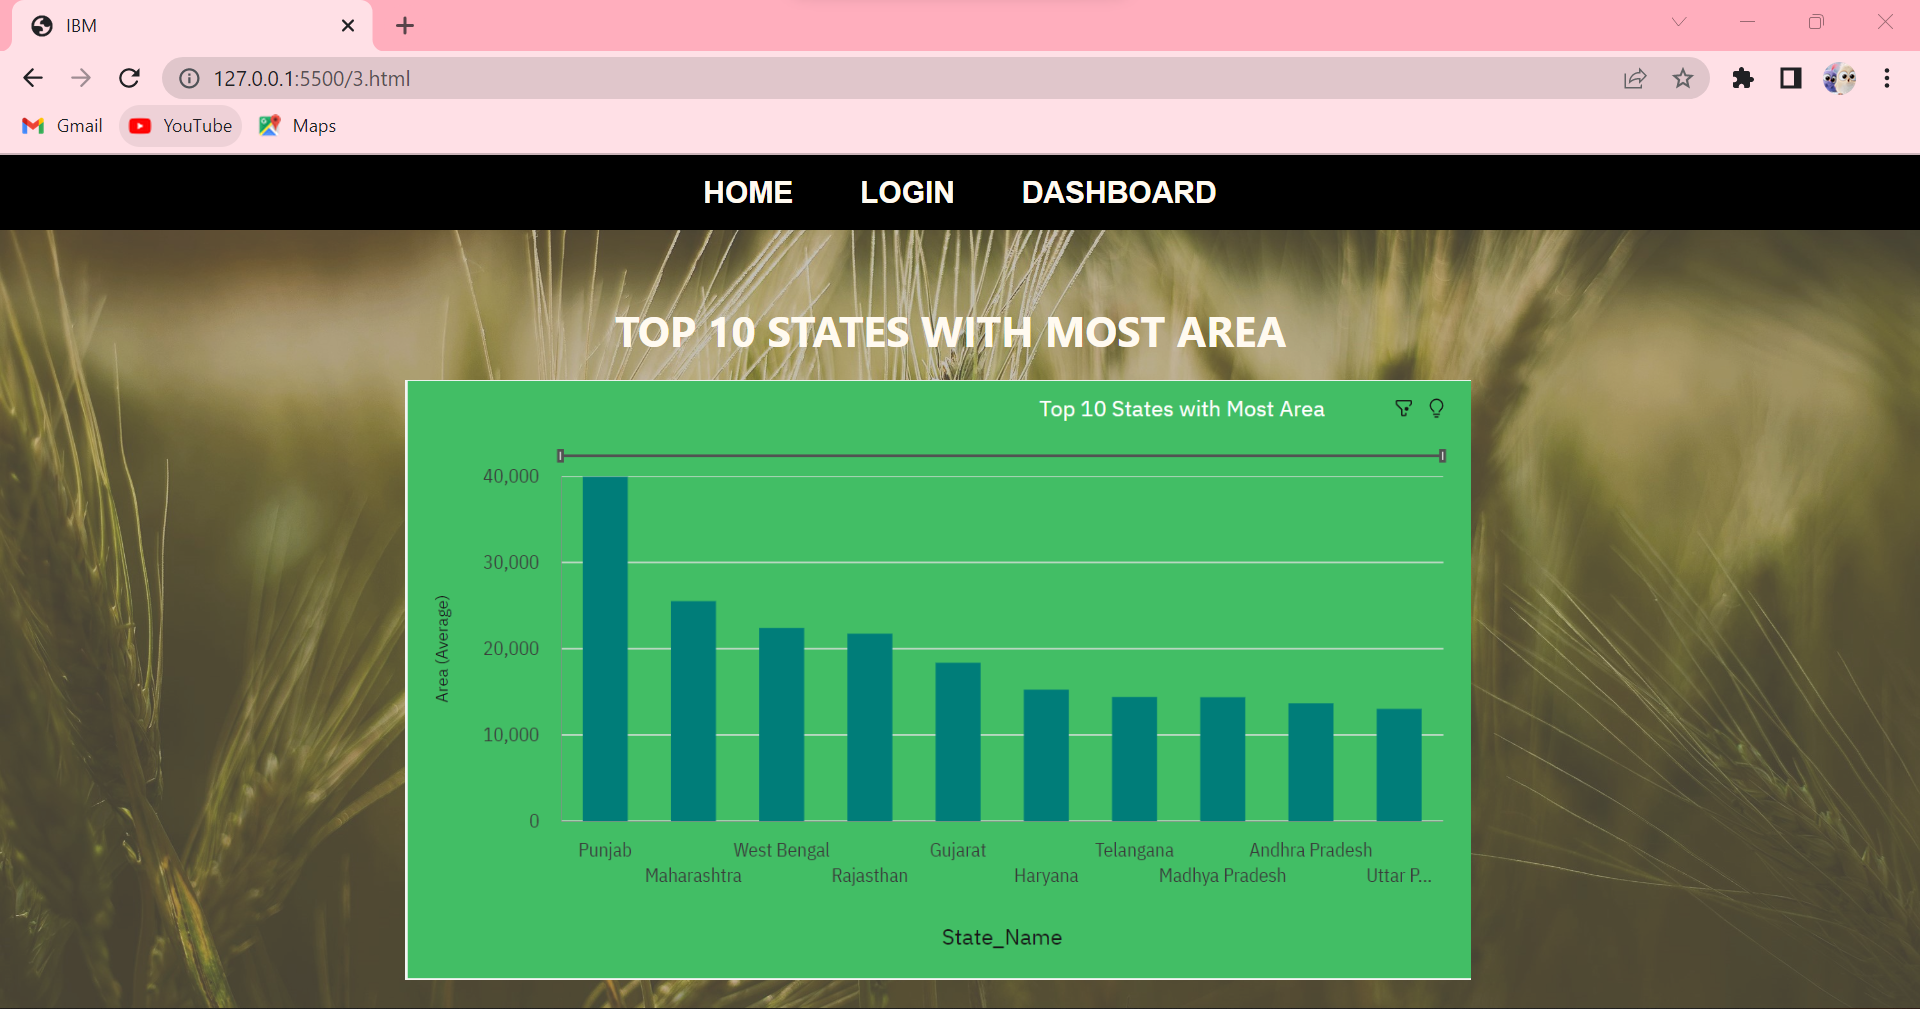 IBM
127.0.0.1:5500/3.html
Gmail YouTube Maps
HOME LOGIN DASHBOARD
TOP 10 STATES WITH MOST AREA
Top 10 States with Most Area
40,000
30,000
20,000
10,000
0
Area (Average)
Punjab West Bengal Gujarat Telangana Andhra Pradesh
Maharashtra Rajasthan Haryana Madhya Pradesh Uttar P...
State_Name